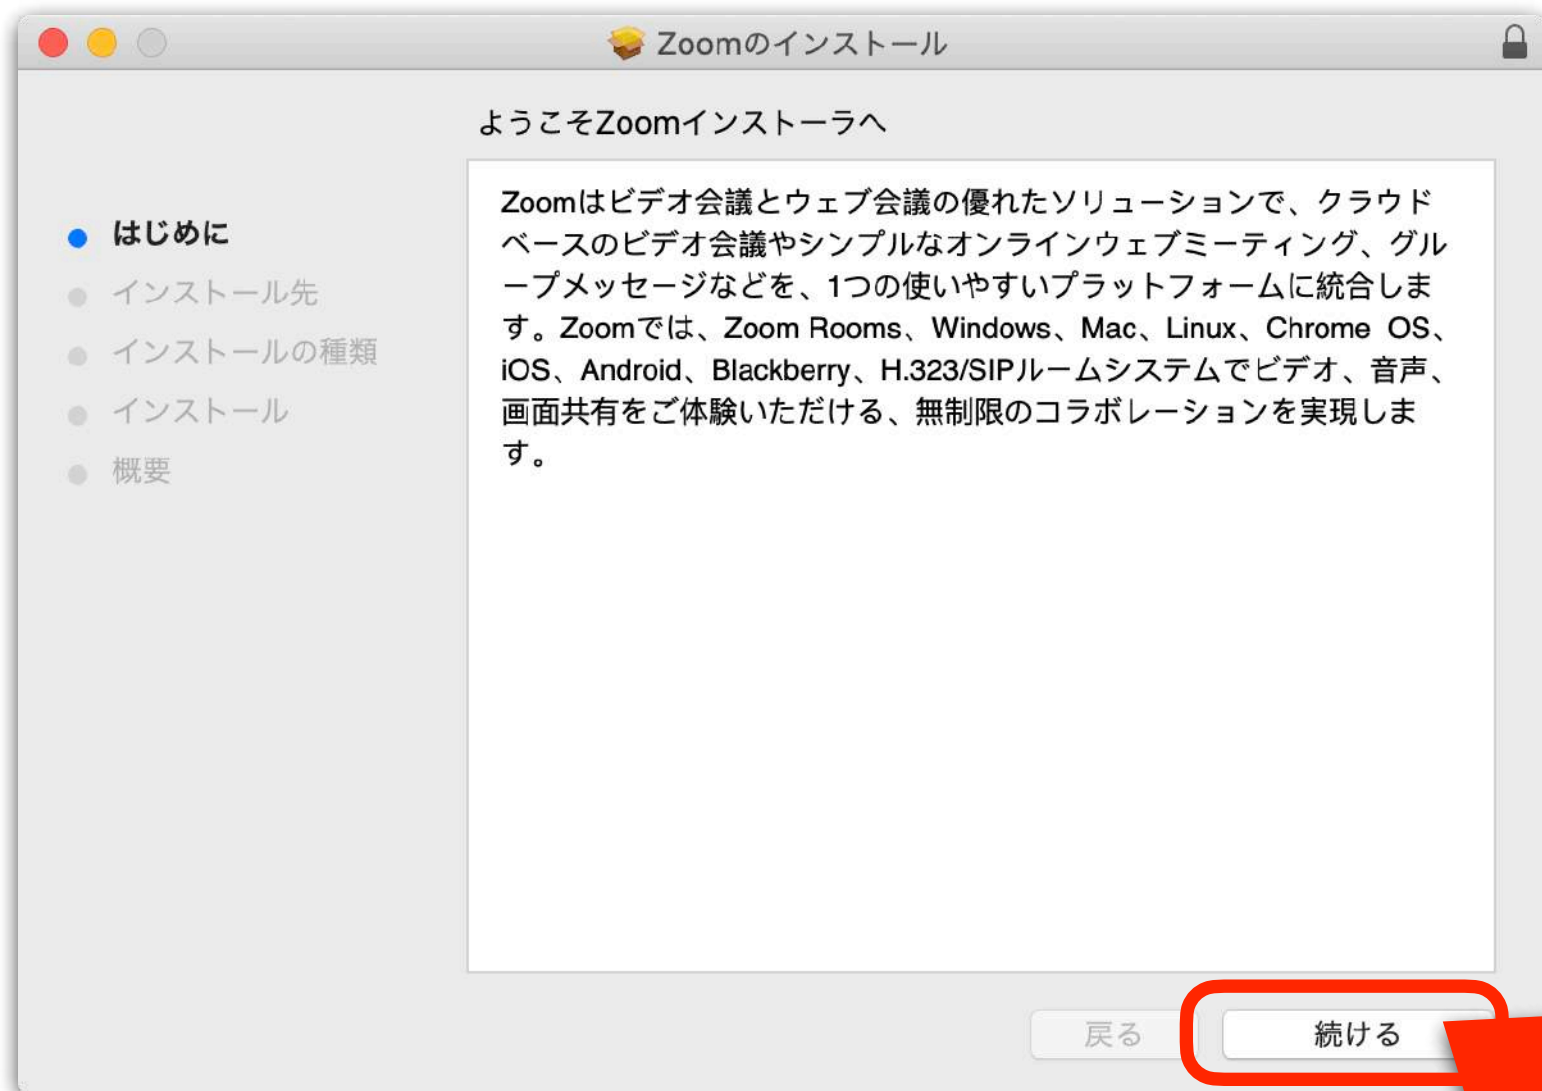 Zoomのインストール
ようこそZoomインストーラへ
はじめに
インストール先
インストールの種類
インストール
概要
Zoomはビデオ会議とウェブ会議の優れたソリューションで、クラウド
ベースのビデオ会議やシンプルなオンラインウェブミーティング、グル
ープメッセージなどを、1つの使いやすいプラットフォームに統合しま
す。Zoomでは、Zoom Rooms、Windows、Mac、Linux、Chrome OS、
iOS、Android、Blackberry、H.323/SIPルームシステムでビデオ、音声、
画面共有をご体験いただける、無制限のコラボレーションを実現しま
す。
戻る
続ける